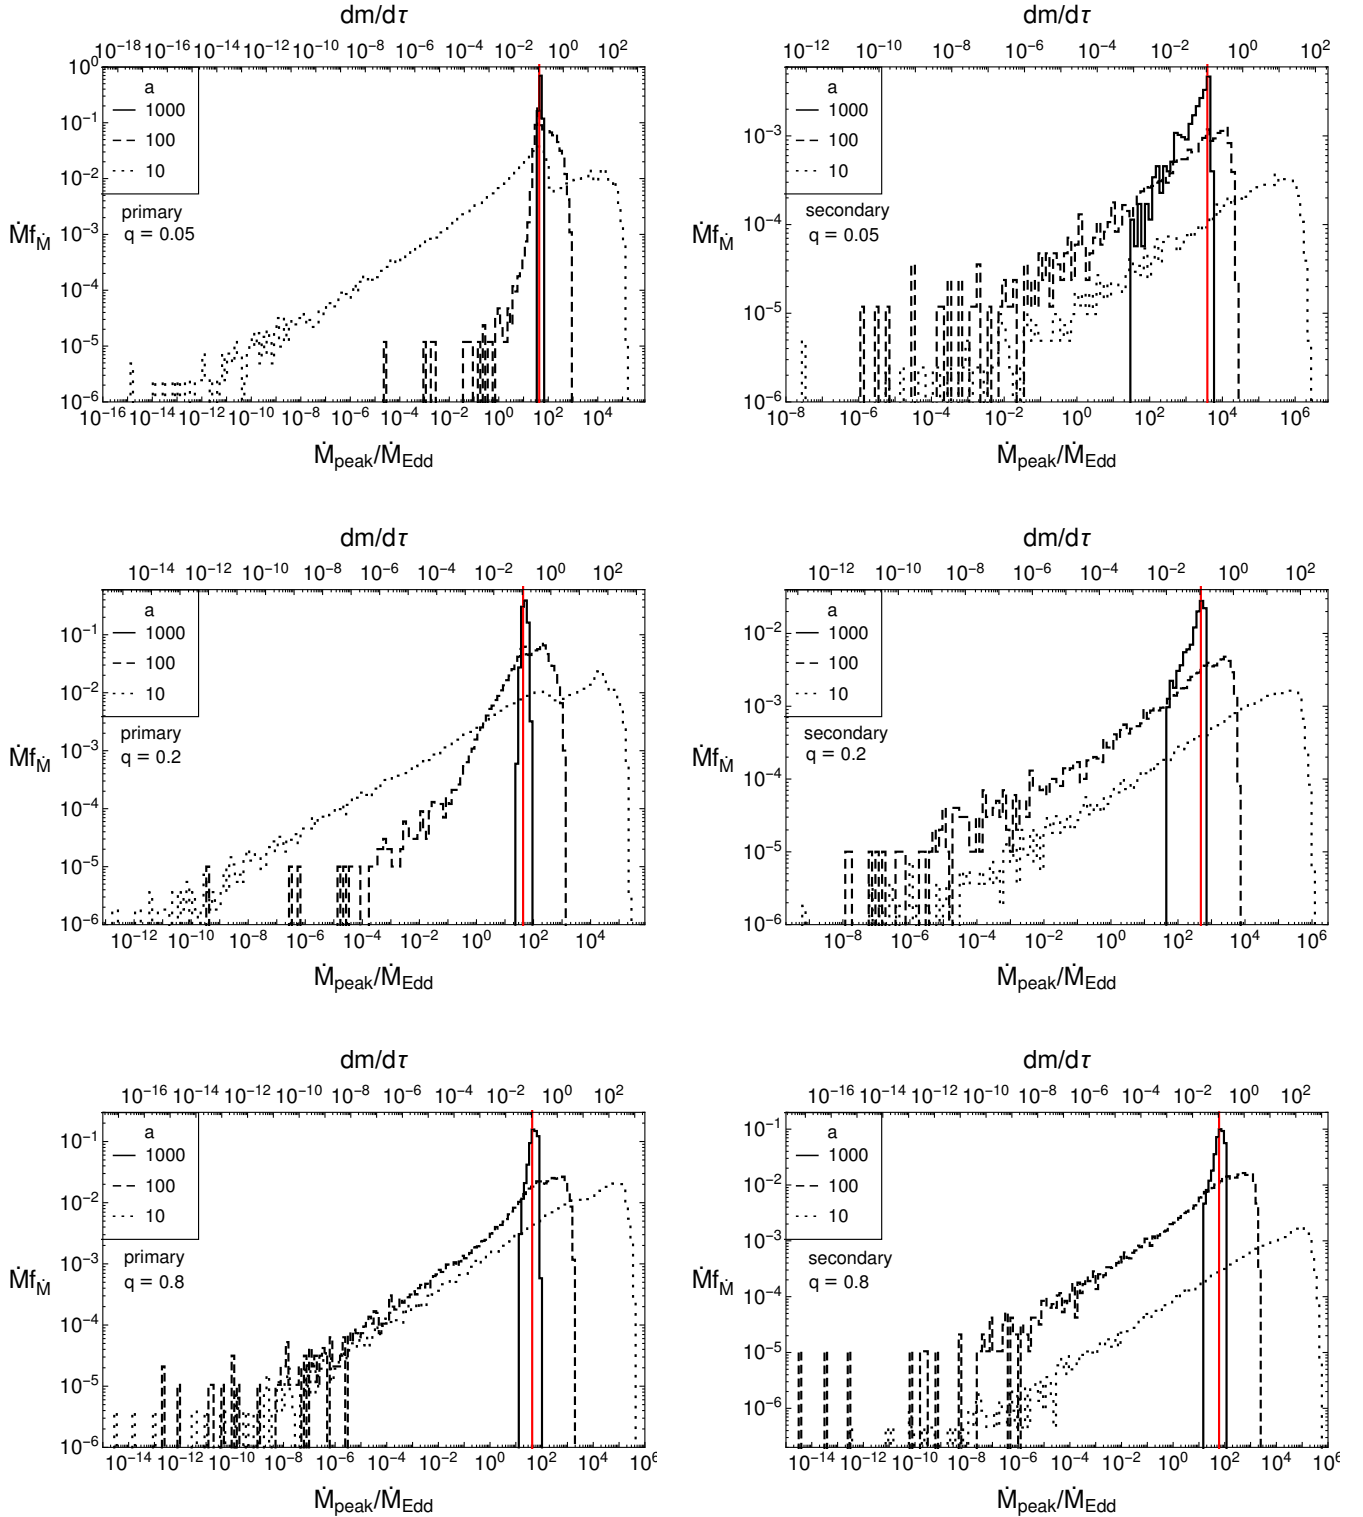 dm/dτ
10⁻¹⁸ 10⁻¹⁶ 10⁻¹⁴ 10⁻¹² 10⁻¹⁰ 10⁻⁸ 10⁻⁶ 10⁻⁴ 10⁻² 10⁰ 10²
a
1000
100
10
primary
q = 0.05
10⁰
10⁻¹
10⁻²
10⁻³
10⁻⁴
10⁻⁵
10⁻⁶
Ṁf_Ṁ
10⁻¹⁶ 10⁻¹⁴ 10⁻¹² 10⁻¹⁰ 10⁻⁸ 10⁻⁶ 10⁻⁴ 10⁻² 10⁰ 10² 10⁴
Ṁpeak/ṀEdd
dm/dτ
10⁻¹² 10⁻¹⁰ 10⁻⁸ 10⁻⁶ 10⁻⁴ 10⁻² 10⁰ 10²
a
1000
100
10
secondary
q = 0.05
10⁻³
10⁻⁴
10⁻⁵
10⁻⁶
Ṁf_Ṁ
10⁻⁸ 10⁻⁶ 10⁻⁴ 10⁻² 10⁰ 10² 10⁴ 10⁶
Ṁpeak/ṀEdd
dm/dτ
10⁻¹⁴ 10⁻¹² 10⁻¹⁰ 10⁻⁸ 10⁻⁶ 10⁻⁴ 10⁻² 10⁰ 10²
a
1000
100
10
primary
q = 0.2
10⁻¹
10⁻²
10⁻³
10⁻⁴
10⁻⁵
10⁻⁶
Ṁf_Ṁ
10⁻¹² 10⁻¹⁰ 10⁻⁸ 10⁻⁶ 10⁻⁴ 10⁻² 10⁰ 10² 10⁴
Ṁpeak/ṀEdd
dm/dτ
10⁻¹² 10⁻¹⁰ 10⁻⁸ 10⁻⁶ 10⁻⁴ 10⁻² 10⁰ 10²
a
1000
100
10
secondary
q = 0.2
10⁻²
10⁻³
10⁻⁴
10⁻⁵
10⁻⁶
Ṁf_Ṁ
10⁻⁸ 10⁻⁶ 10⁻⁴ 10⁻² 10⁰ 10² 10⁴ 10⁶
Ṁpeak/ṀEdd
dm/dτ
10⁻¹⁶ 10⁻¹⁴ 10⁻¹² 10⁻¹⁰ 10⁻⁸ 10⁻⁶ 10⁻⁴ 10⁻² 10⁰ 10²
a
1000
100
10
primary
q = 0.8
10⁻¹
10⁻²
10⁻³
10⁻⁴
10⁻⁵
10⁻⁶
Ṁf_Ṁ
10⁻¹⁴ 10⁻¹² 10⁻¹⁰ 10⁻⁸ 10⁻⁶ 10⁻⁴ 10⁻² 10⁰ 10² 10⁴ 10⁶
Ṁpeak/ṀEdd
dm/dτ
10⁻¹⁶ 10⁻¹⁴ 10⁻¹² 10⁻¹⁰ 10⁻⁸ 10⁻⁶ 10⁻⁴ 10⁻² 10⁰ 10²
a
1000
100
10
secondary
q = 0.8
10⁻¹
10⁻²
10⁻³
10⁻⁴
10⁻⁵
10⁻⁶
Ṁf_Ṁ
10⁻¹⁴ 10⁻¹² 10⁻¹⁰ 10⁻⁸ 10⁻⁶ 10⁻⁴ 10⁻² 10⁰ 10² 10⁴ 10⁶
Ṁpeak/ṀEdd